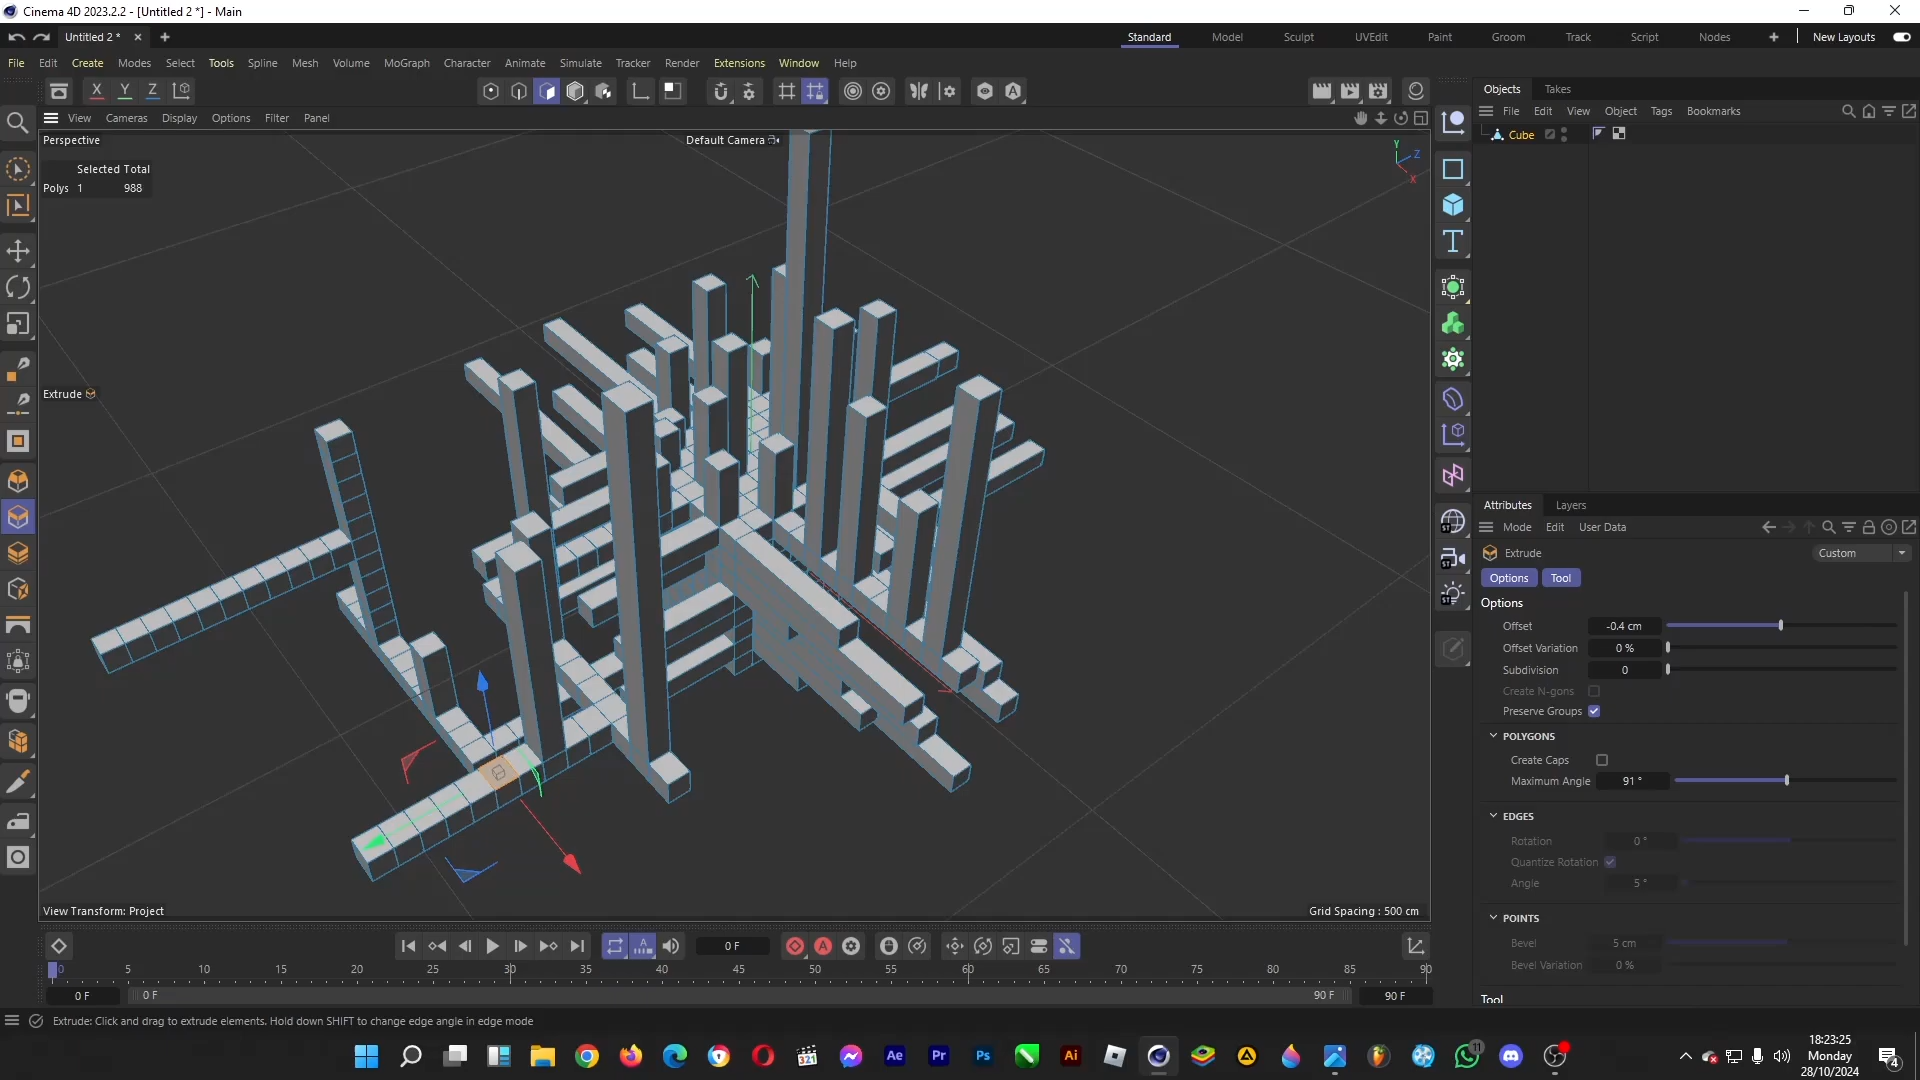 Cinema 4D 2023.2.2 - [Untitled 2 *] - Main
Untitled 2 *
Standard Model Sculpt UVEdit Paint Groom Track Script Nodes New Layouts
File Edit Create Modes Select Tools Spline Mesh Volume MoGraph Character Animate Simulate Tracker Render Extensions Window Help
X Y Z
Objects Takes
File Edit View Object Tags Bookmarks
Cube
View Cameras Display Options Filter Panel
Perspective
Default Camera
Y Z X
Selected Total
Polys 1 988
Extrude
View Transform: Project
Grid Spacing : 500 cm
Attributes Layers
Mode Edit User Data
Extrude
Custom
Options Tool
Options
Offset -0.4 cm
Offset Variation 0 %
Subdivision 0
Create N-gons
Preserve Groups
POLYGONS
Create Caps
Maximum Angle 91 °
EDGES
Rotation 0 °
Quantize Rotation
Angle 5 °
POINTS
Bevel 5 cm
Bevel Variation 0 %
Tool
0 F
0 5 10 15 20 25 30 35 40 45 50 55 60 65 70 75 80 85 90
0 F 0 F 90 F 90 F
Extrude: Click and drag to extrude elements. Hold down SHIFT to change edge angle in edge mode
321
Ae
Pr
Ps
Ai
11
18:23:25
Monday
28/10/2024
4